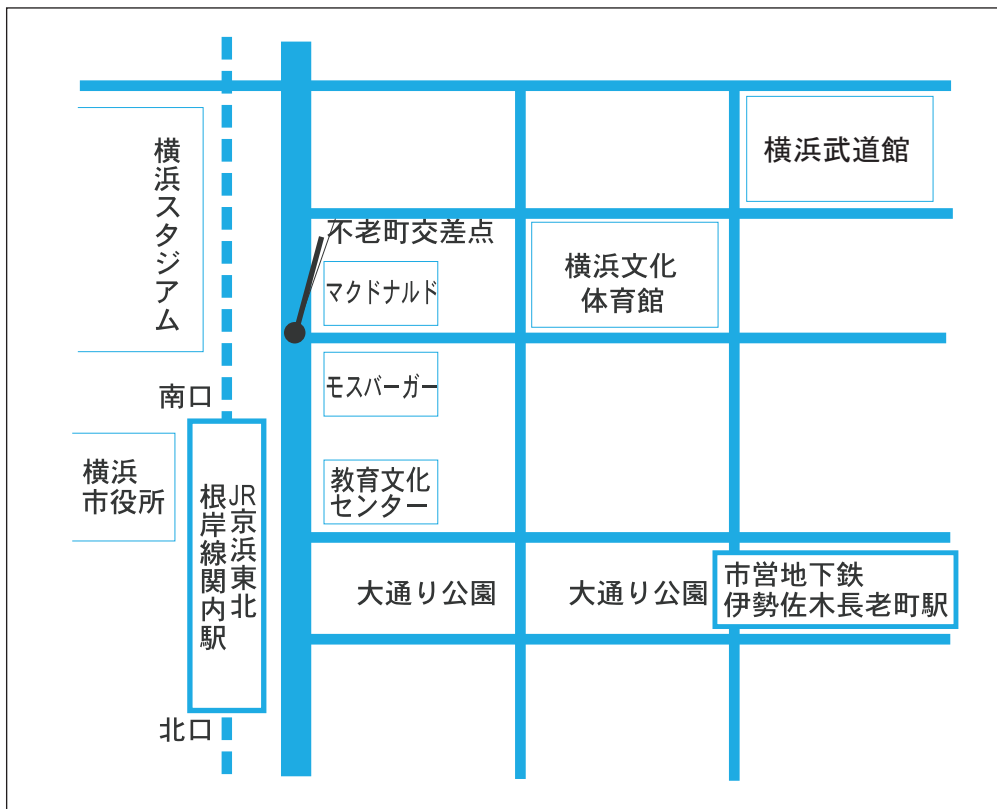 横浜スタジアム
横浜武道館
不老町交差点
マクドナルド
横浜文化
体育館
モスバーガー
南口
横浜
市役所
JR京浜東北
根岸線関内駅
教育文化
センター
大通り公園
大通り公園
市営地下鉄
伊勢佐木長老町駅
北口